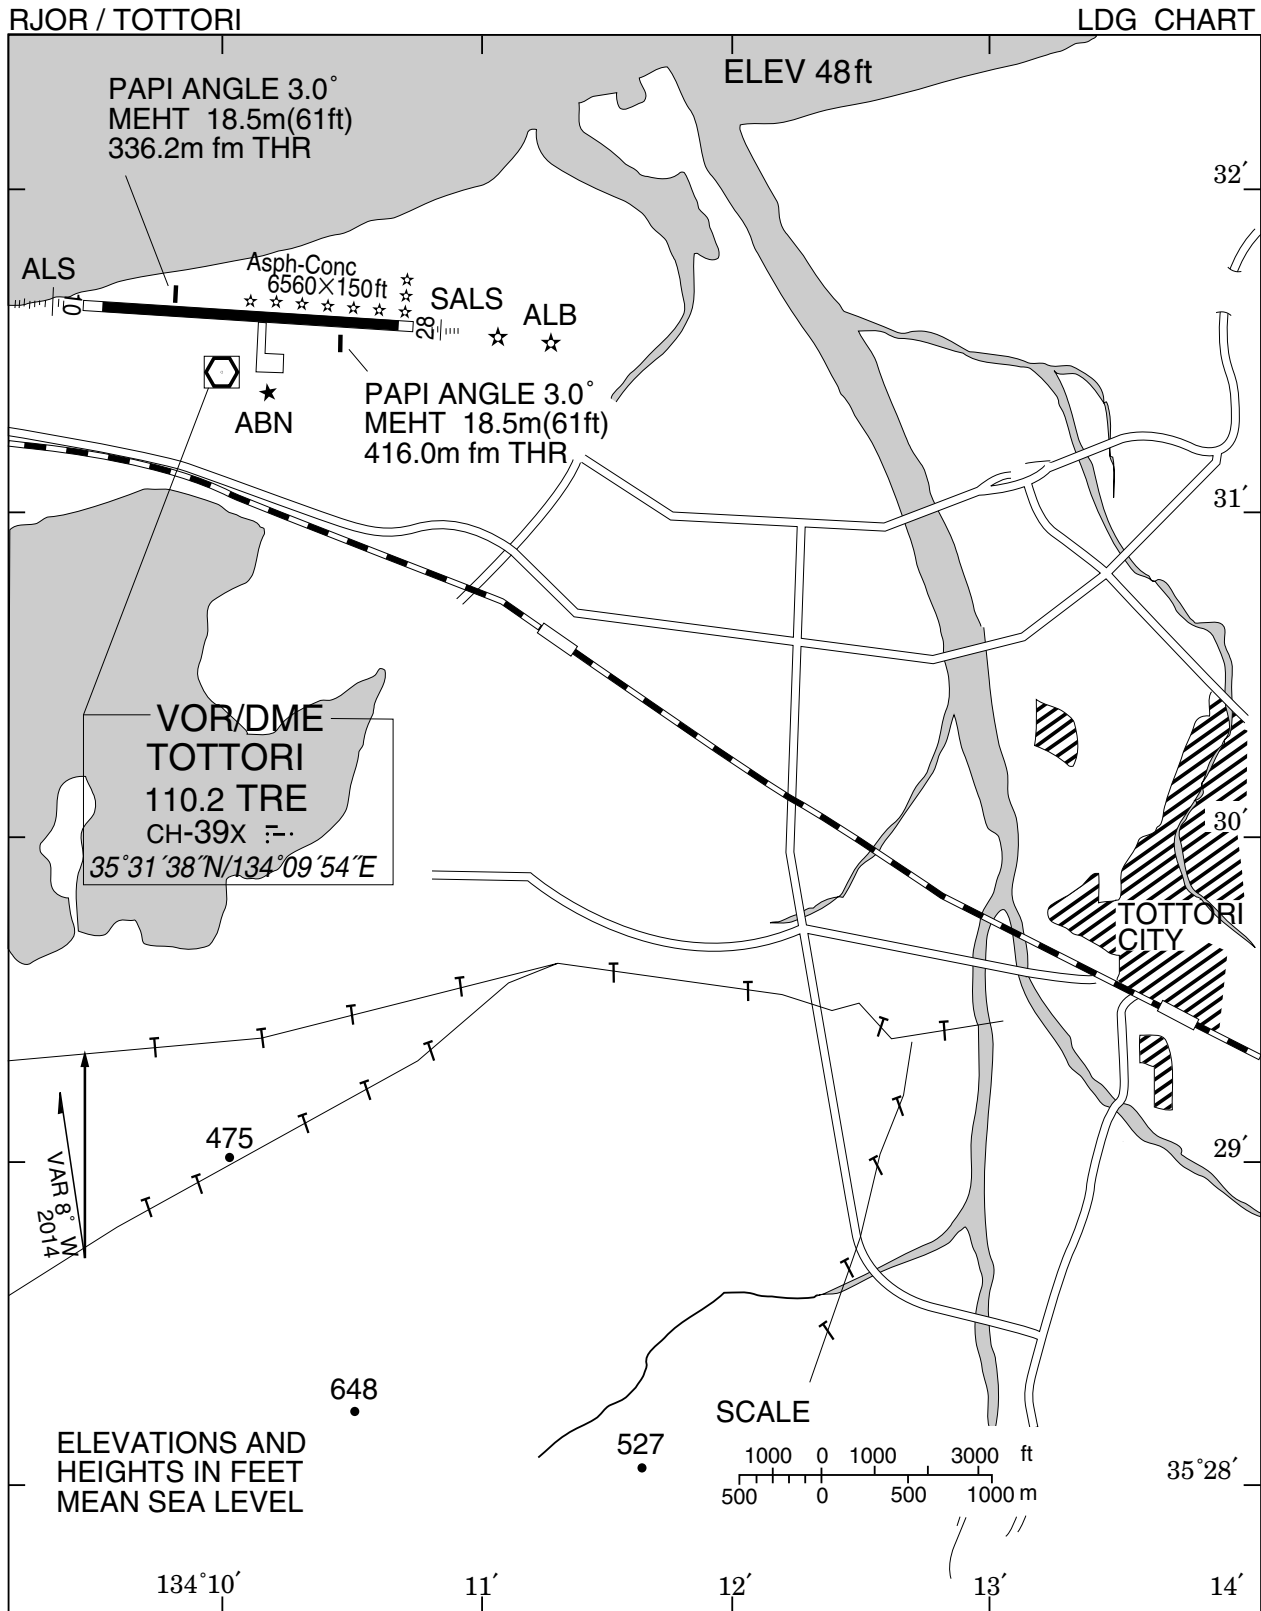 RJOR / TOTTORI
LDG CHART
ELEV 48ft
PAPI ANGLE 3.0°
MEHT 18.5m(61ft)
336.2m fm THR
32′
ALS
Asph-Conc
6560×150ft
SALS
ALB
10
28
ABN
PAPI ANGLE 3.0°
MEHT 18.5m(61ft)
416.0m fm THR
31′
VOR/DME
TOTTORI
110.2 TRE
CH-39X
35°31′38″N/134°09′54″E
30′
TOTTORI
CITY
475
29′
VAR 8° W
2014
648
527
SCALE
1000 0 1000 3000 ft
500 0 500 1000 m
ELEVATIONS AND
HEIGHTS IN FEET
MEAN SEA LEVEL
35°28′
134°10′
11′
12′
13′
14′